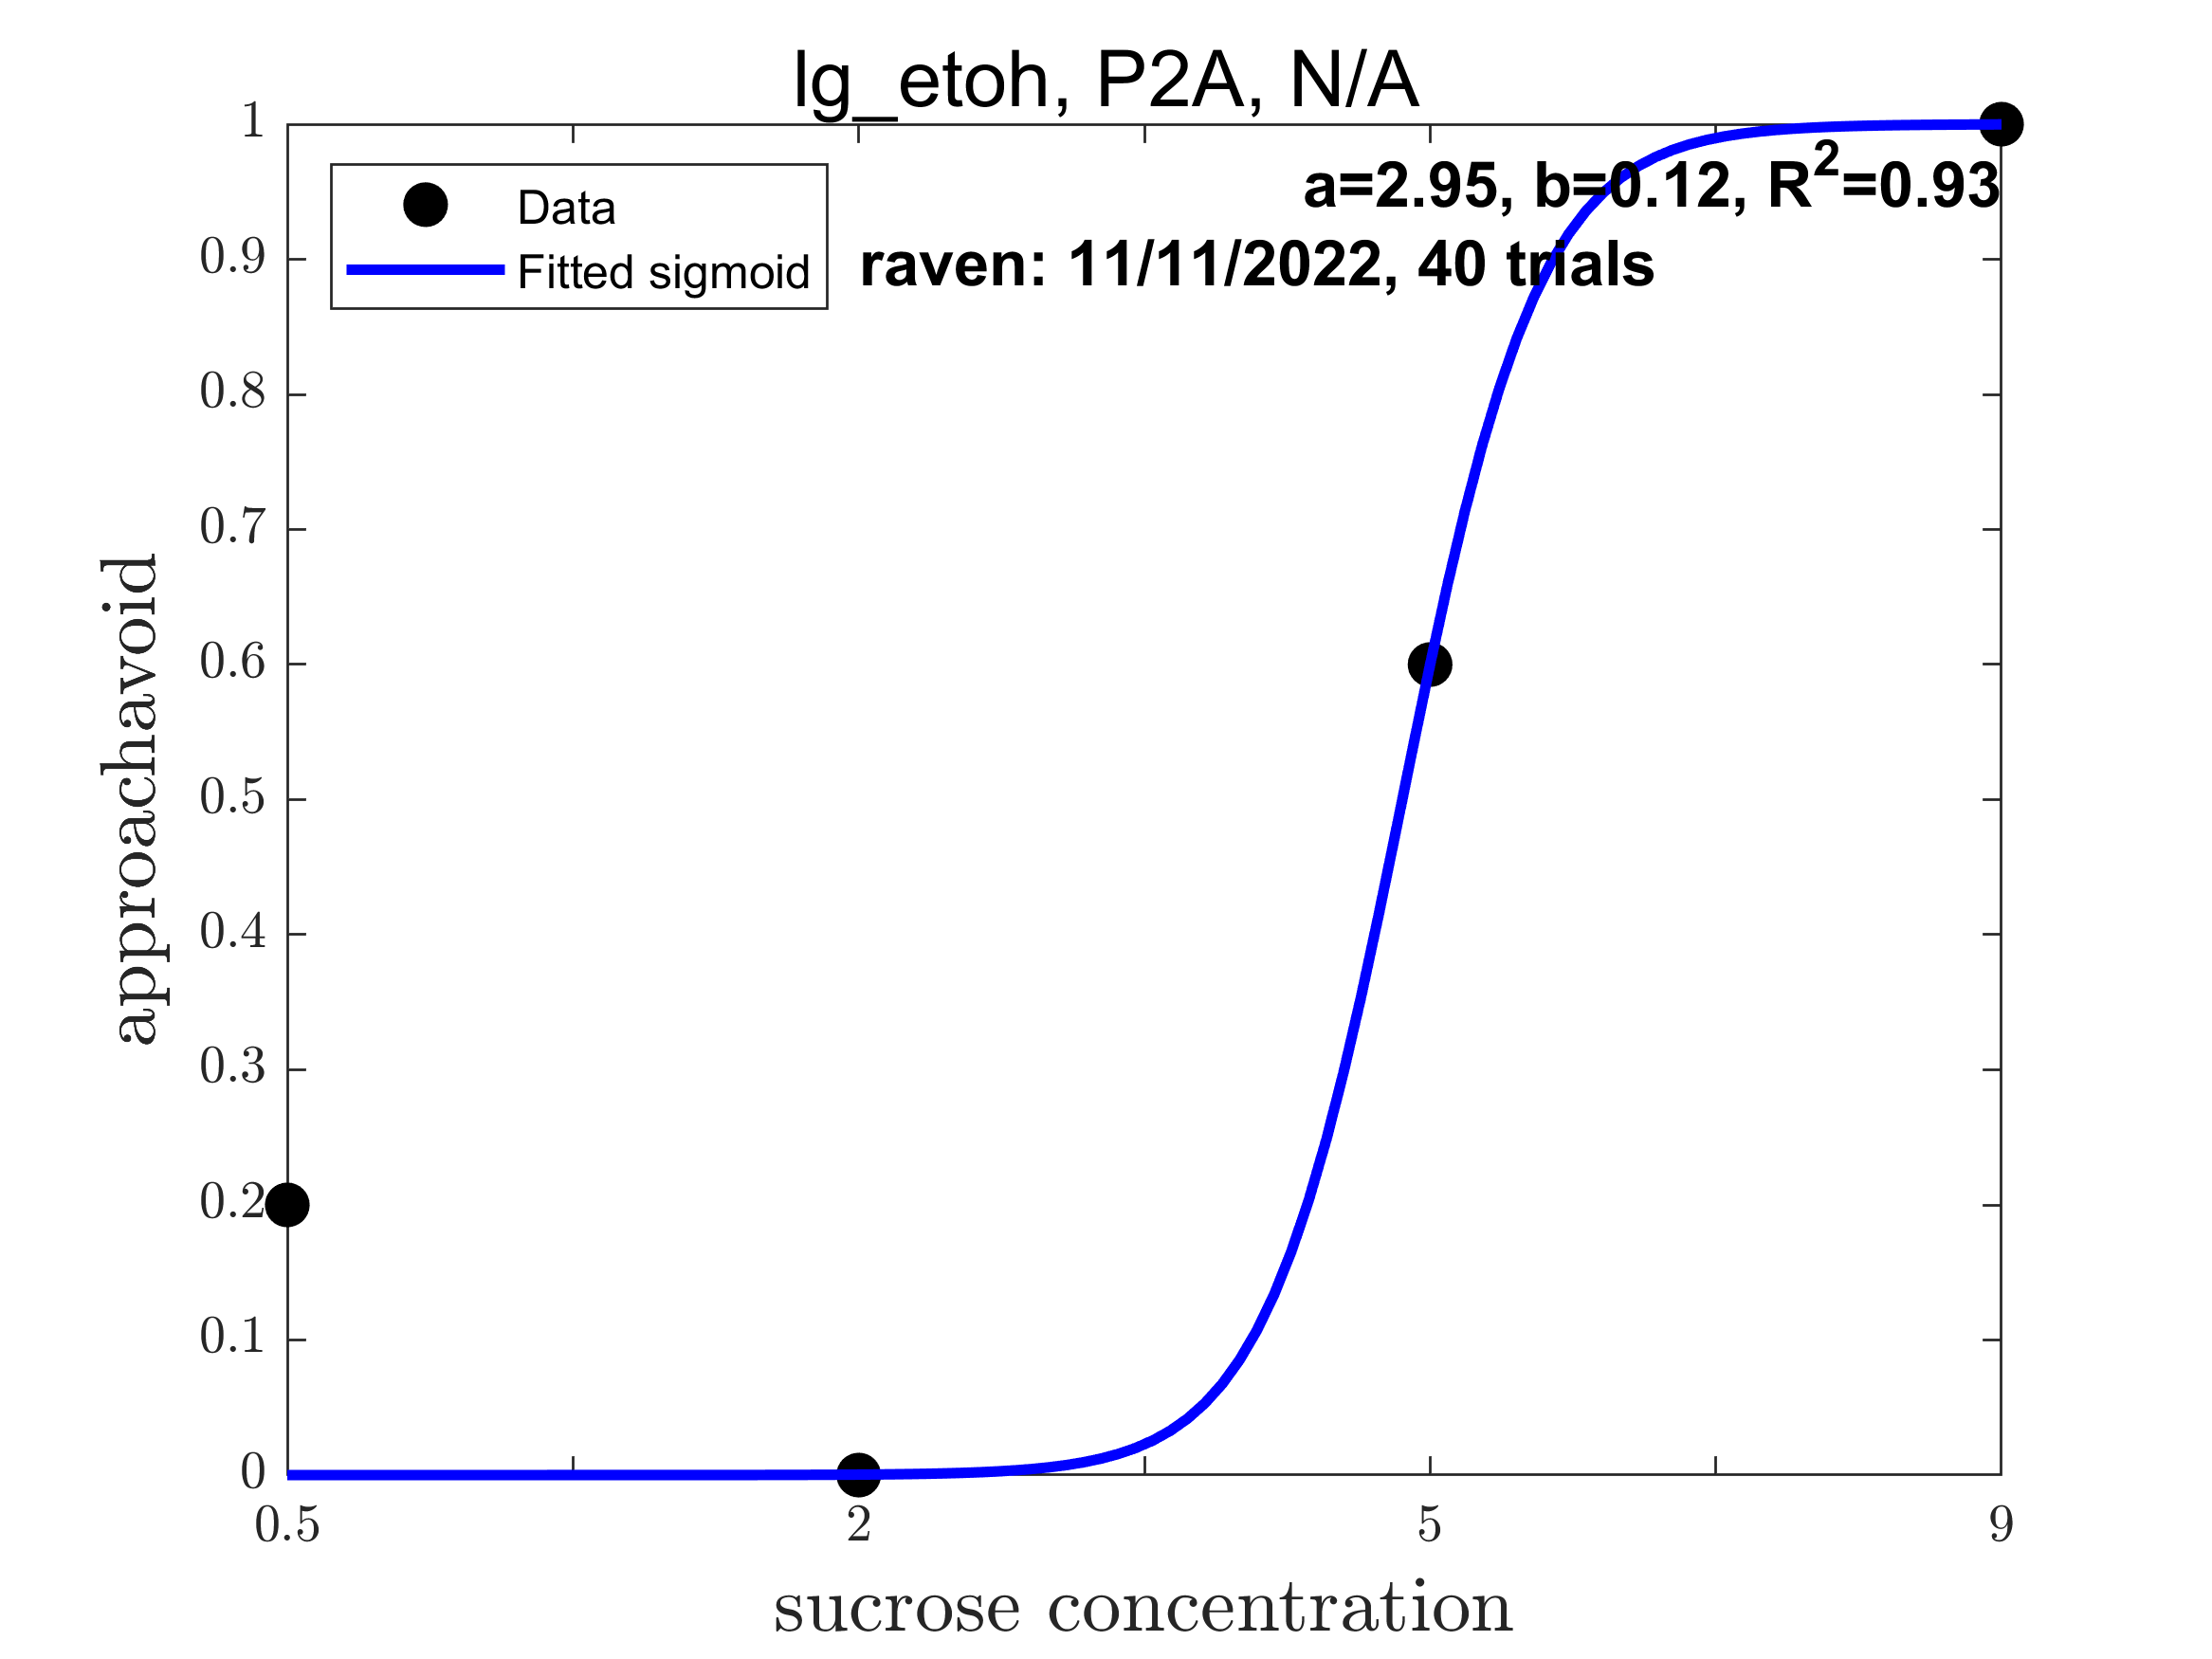 lg_etoh, P2A, N/A
a=2.95, b=0.12, R²=0.93
raven: 11/11/2022, 40 trials
Data
Fitted sigmoid
approachavoid
1
0.9
0.8
0.7
0.6
0.5
0.4
0.3
0.2
0.1
0
0.5 2 5 9
sucrose concentration